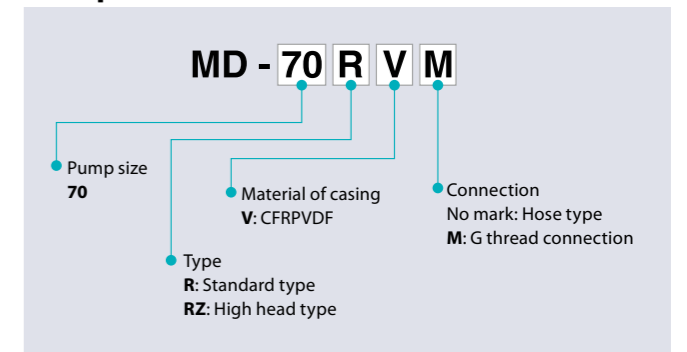 MD - 70 R V M
Pump size
70
Material of casing
V: CFRPVDF
Connection
No mark: Hose type
M: G thread connection
Type
R: Standard type
RZ: High head type